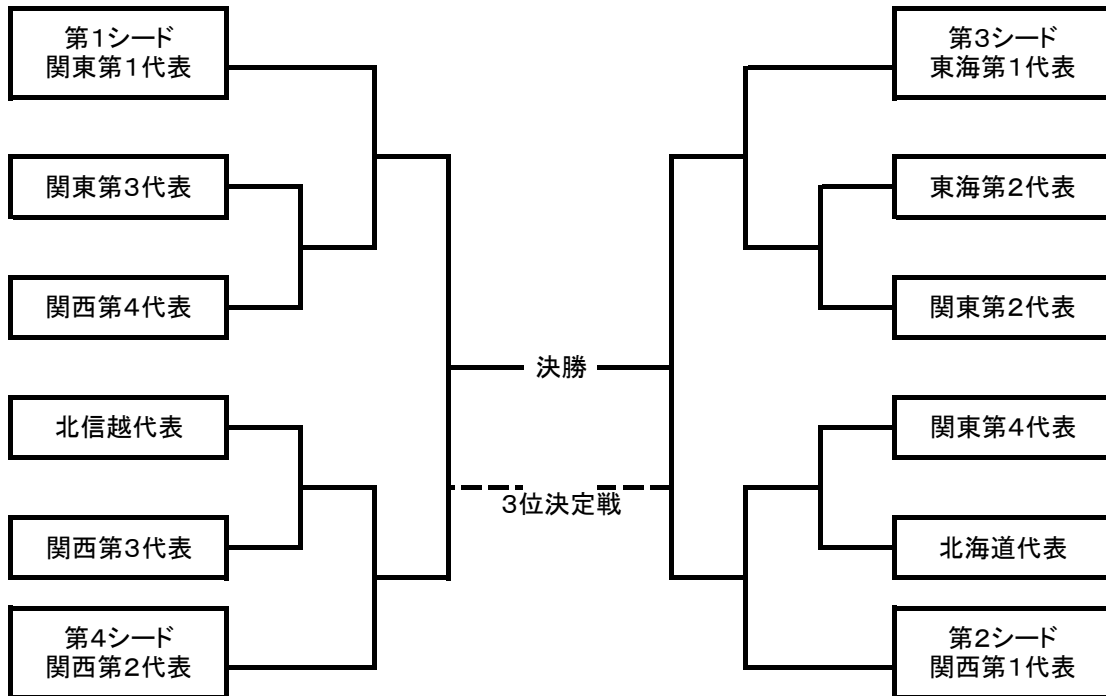 第1シード
関東第1代表
関東第3代表
関西第4代表
北信越代表
関西第3代表
第4シード
関西第2代表
決勝
3位決定戦
第3シード
東海第1代表
東海第2代表
関東第2代表
関東第4代表
北海道代表
第2シード
関西第1代表